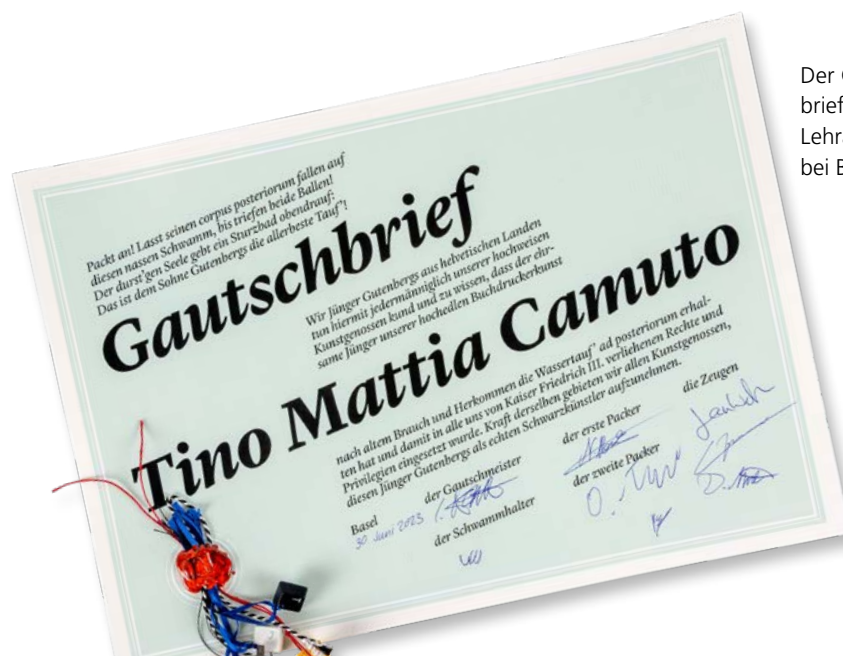 Packt an! Lasst seinen corpus posteriorum fallen auf
diesen nassen Schwamm, bis triefen beide Ballen!
Der durst'gen Seele gebt ein Sturzbad obendrauf:
Das ist dem Sohne Gutenbergs die allerbeste Tauf'!
Gautschbrief
Wir Jünger Gutenbergs aus helvetischen Landen
tun hiermit jedermänniglich unserer hochweisen
Kunstgenossen kund und zu wissen, dass der ehr-
same Jünger unserer hochedlen Buchdruckerkunst
Tino Mattia Camuto
nach altem Brauch und Herkommen die Wassertauf' ad posteriorum erhal-
ten hat und damit in alle uns von Kaiser Friedrich III. verliehenen Rechte und
Privilegien eingesetzt wurde. Kraft derselben gebieten wir allen Kunstgenossen,
diesen Jünger Gutenbergs als echten Schwarzkünstler aufzunehmen.
Basel
30. Juni 2023
der Gautschmeister
der Schwammhalter
der erste Packer
der zweite Packer
die Zeugen
Der
brief
Lehra
bei B